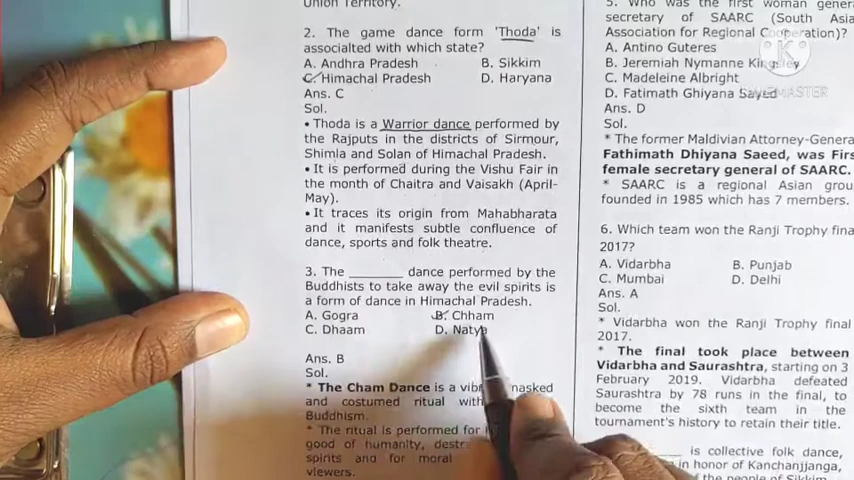 Union Territory.
2. The game dance form 'Thoda' is
associalted with which state?
A. Andhra Pradesh B. Sikkim
C. Himachal Pradesh D. Haryana
Ans. C
Sol.
• Thoda is a Warrior dance performed by
the Rajputs in the districts of Sirmour,
Shimla and Solan of Himachal Pradesh.
• It is performed during the Vishu Fair in
the month of Chaitra and Vaisakh (April-
May).
• It traces its origin from Mahabharata
and it manifests subtle confluence of
dance, sports and folk theatre.
3. The ________ dance performed by the
Buddhists to take away the evil spirits is
a form of dance in Himachal Pradesh.
A. Gogra B. Chham
C. Dhaam D. Natya
Ans. B
Sol.
* The Cham Dance is a masked
and costumed ritual
Buddhism.
* The ritual is performed for
good of humanity,
spirits and for moral
viewers.
5. Who was the first woman
secretary of SAARC (South Asia
Association for Regional Cooperation)?
A. Antino Guteres
B. Jeremiah Nymanne Kingsley
C. Madeleine Albright
D. Fatimath Ghiyana Sayed
Ans. D
Sol.
* The former Maldivian Attorney-Genera
Fathimath Dhiyana Saeed, was Firs
female secretary general of SAARC.
* SAARC is a regional Asian grou
founded in 1985 which has 7 members.
6. Which team won the Ranji Trophy fina
2017?
A. Vidarbha B. Punjab
C. Mumbai D. Delhi
Ans. A
Sol.
* Vidarbha won the Ranji Trophy final
* The final took place between
Vidarbha and Saurashtra, starting on 3
February 2019. Vidarbha defeated
Saurashtra by 78 runs in the final, to
become the sixth team in the
tournament's history to retain their title.
is collective folk dance,
in honor of Kanchanjjanga,
of the people of Sikkim
KINEMASTER